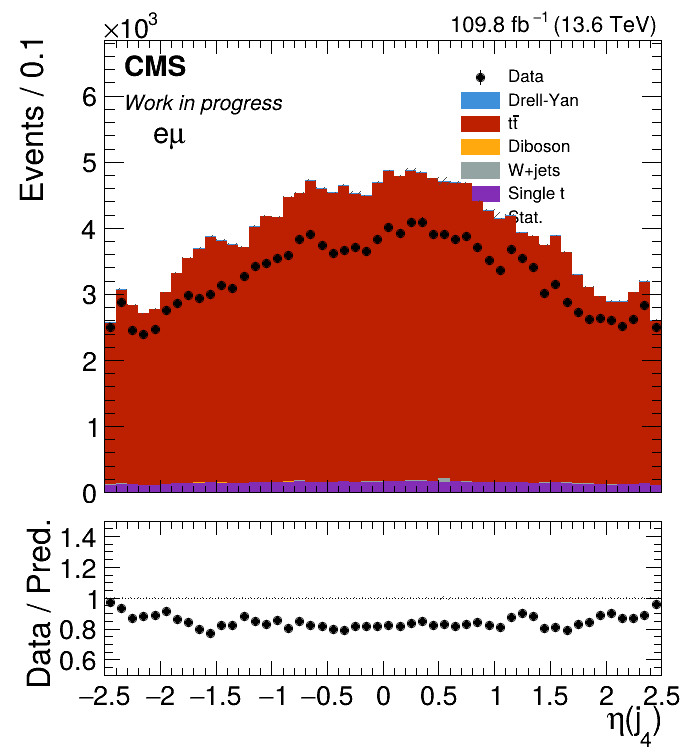 ×10³ 109.8 fb⁻¹ (13.6 TeV)
Events / 0.1
CMS
Work in progress
eμ
Data
Drell-Yan
tt̄
Diboson
W+jets
Single t
Stat.
6
5
4
3
2
1
0
Data / Pred.
1.4
1.2
1
0.8
0.6
−2.5 −2 −1.5 −1 −0.5 0 0.5 1 1.5 2 2.5
η(j₄)